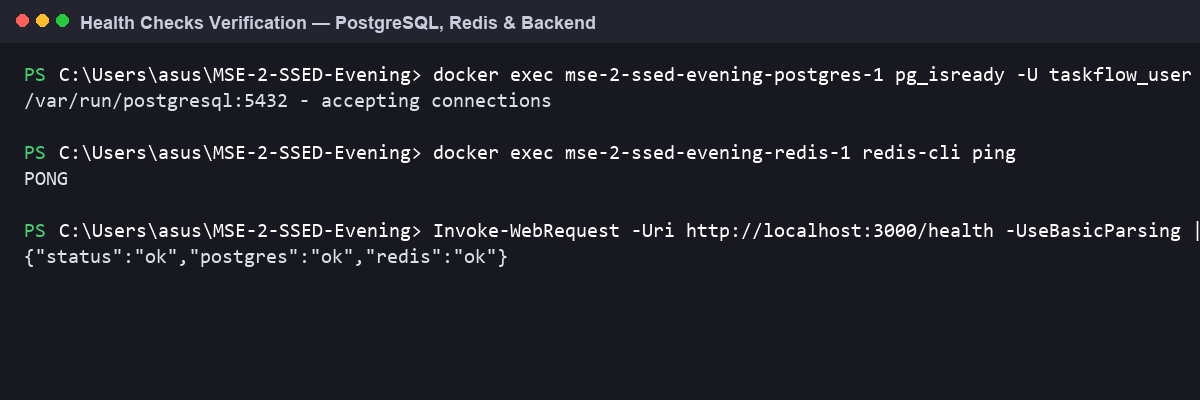 Health Checks Verification — PostgreSQL, Redis & Backend
PS C:\Users\asus\MSE-2-SSED-Evening> docker exec mse-2-ssed-evening-postgres-1 pg_isready -U taskflow_user
/var/run/postgresql:5432 - accepting connections
PS C:\Users\asus\MSE-2-SSED-Evening> docker exec mse-2-ssed-evening-redis-1 redis-cli ping
PONG
PS C:\Users\asus\MSE-2-SSED-Evening> Invoke-WebRequest -Uri http://localhost:3000/health -UseBasicParsing |
{"status":"ok","postgres":"ok","redis":"ok"}